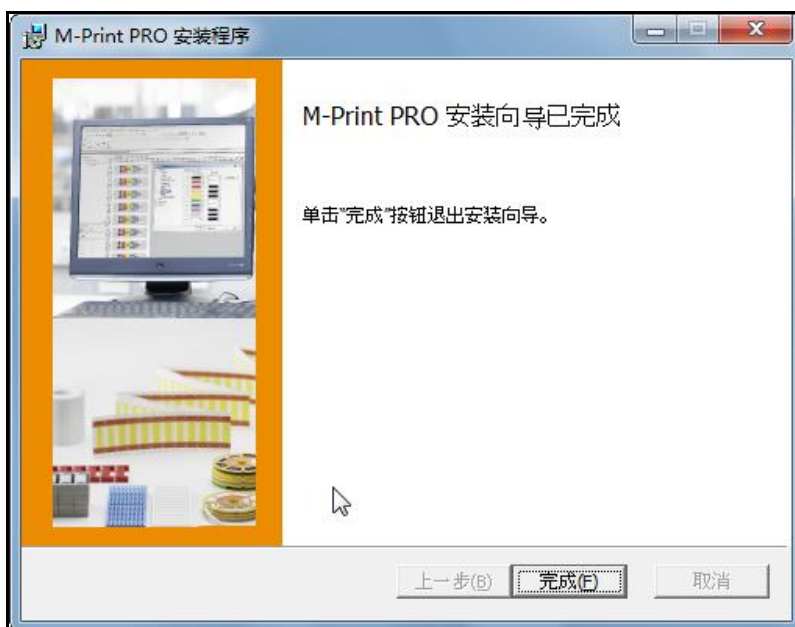 M-Print PRO 安装程序
M-Print PRO 安装向导已完成
单击"完成"按钮退出安装向导。
上一步(B)
完成(F)
取消